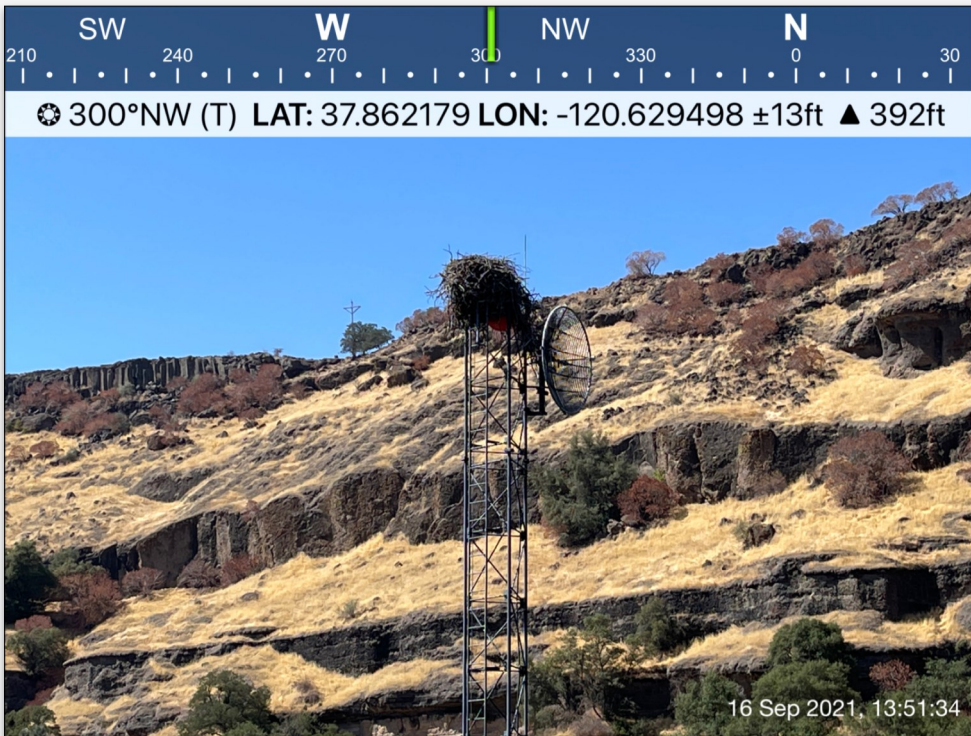 SW W NW N
210 240 270 300 330 0 30
300°NW (T) LAT: 37.862179 LON: -120.629498 ±13ft ▲ 392ft
16 Sep 2021, 13:51:34